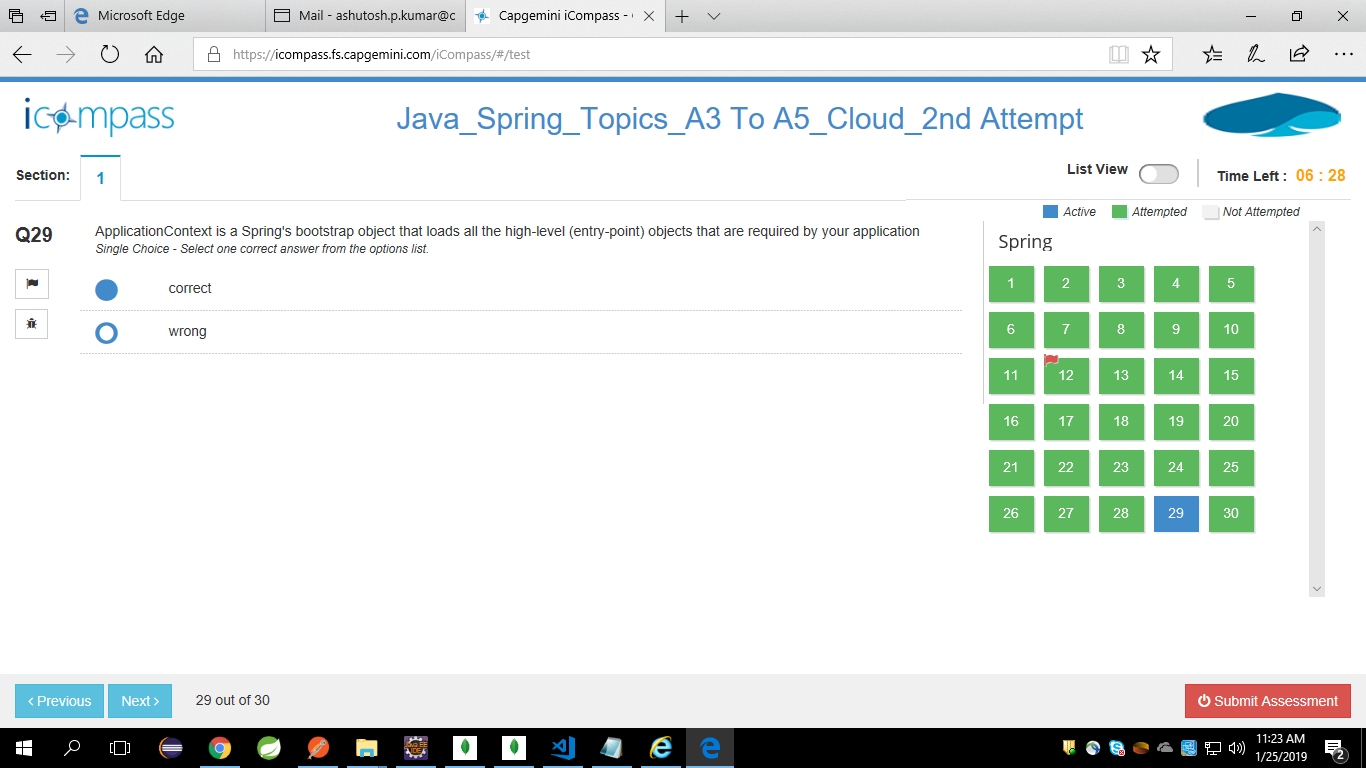 Microsoft Edge
Mail - ashutosh.p.kumar@c
Capgemini iCompass -
https://icompass.fs.capgemini.com/iCompass/#/test
icompass
Java_Spring_Topics_A3 To A5_Cloud_2nd Attempt
Section:
1
List View
Time Left : 06 : 28
Active Attempted Not Attempted
Q29
ApplicationContext is a Spring's bootstrap object that loads all the high-level (entry-point) objects that are required by your application
Single Choice - Select one correct answer from the options list.
correct
wrong
Spring
1 2 3 4 5
6 7 8 9 10
11 12 13 14 15
16 17 18 19 20
21 22 23 24 25
26 27 28 29 30
Previous
Next
29 out of 30
Submit Assessment
11:23 AM
1/25/2019
2